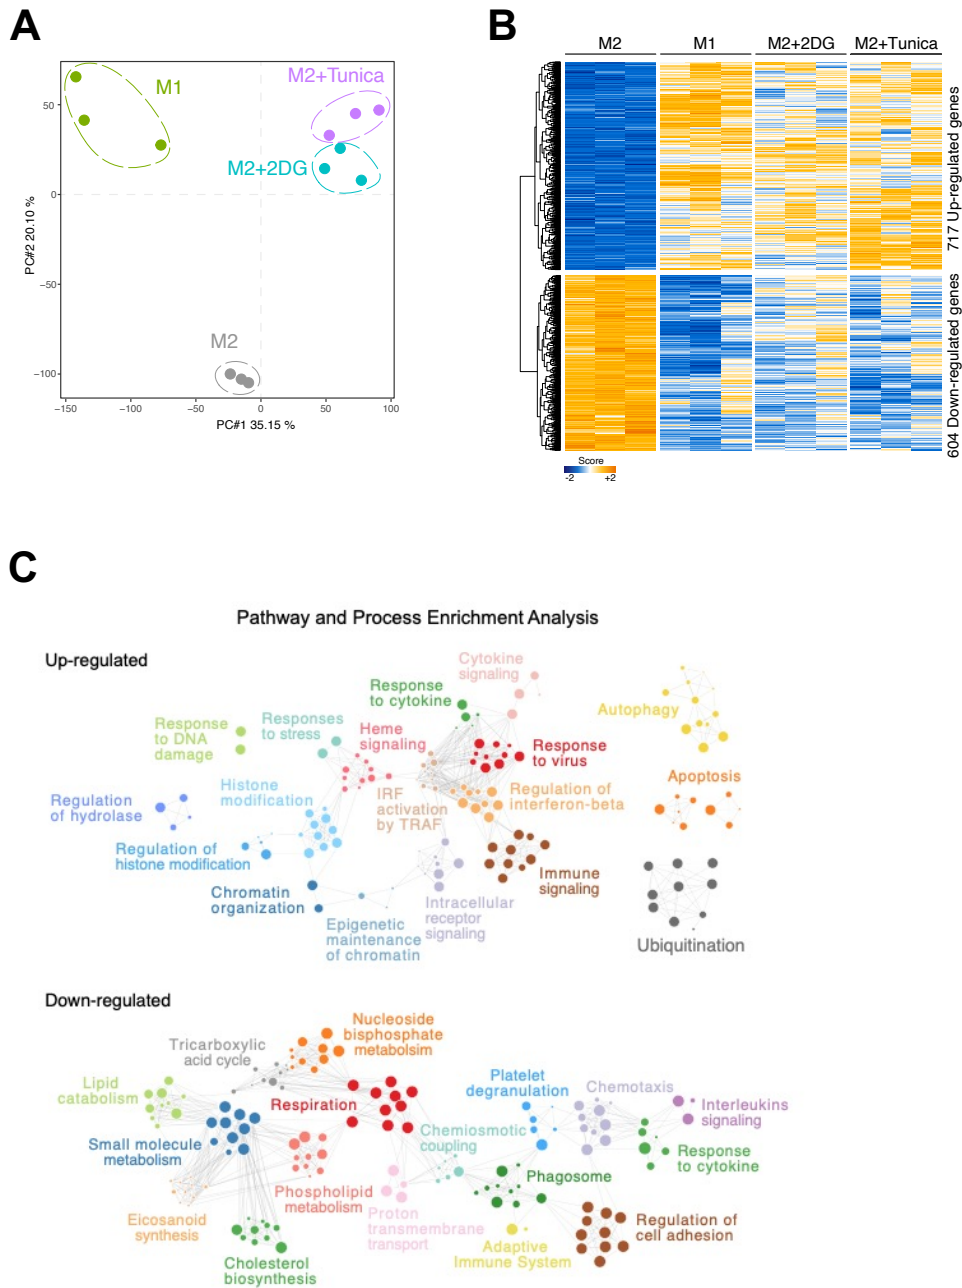 A
B
M2
M1
M2+2DG
M2+Tunica
M2+Tunica
M1
M2+2DG
M2
50
0
−50
−100
−150
−100
−50
0
50
100
PC#2 20.10 %
PC#1 35.15 %
717 Up-regulated genes
604 Down-regulated genes
Score
-2
+2
C
Pathway and Process Enrichment Analysis
Up-regulated
Cytokine
signaling
Response
to cytokine
Autophagy
Response
to DNA
damage
Responses
to stress
Heme
signaling
Response
to virus
Apoptosis
Regulation
of hydrolase
Histone
modification
IRF
activation
by TRAF
Regulation of
interferon-beta
Regulation of
histone modification
Immune
signaling
Chromatin
organization
Intracellular
receptor
signaling
Epigenetic
maintenance
of chromatin
Ubiquitination
Down-regulated
Nucleoside
bisphosphate
metabolsim
Tricarboxylic
acid cycle
Lipid
catabolism
Respiration
Platelet
degranulation
Chemotaxis
Interleukins
signaling
Small molecule
metabolism
Chemiosmotic
coupling
Response
to cytokine
Phospholipid
metabolism
Phagosome
Eicosanoid
synthesis
Proton
transmembrane
transport
Adaptive
Immune System
Regulation of
cell adhesion
Cholesterol
biosynthesis